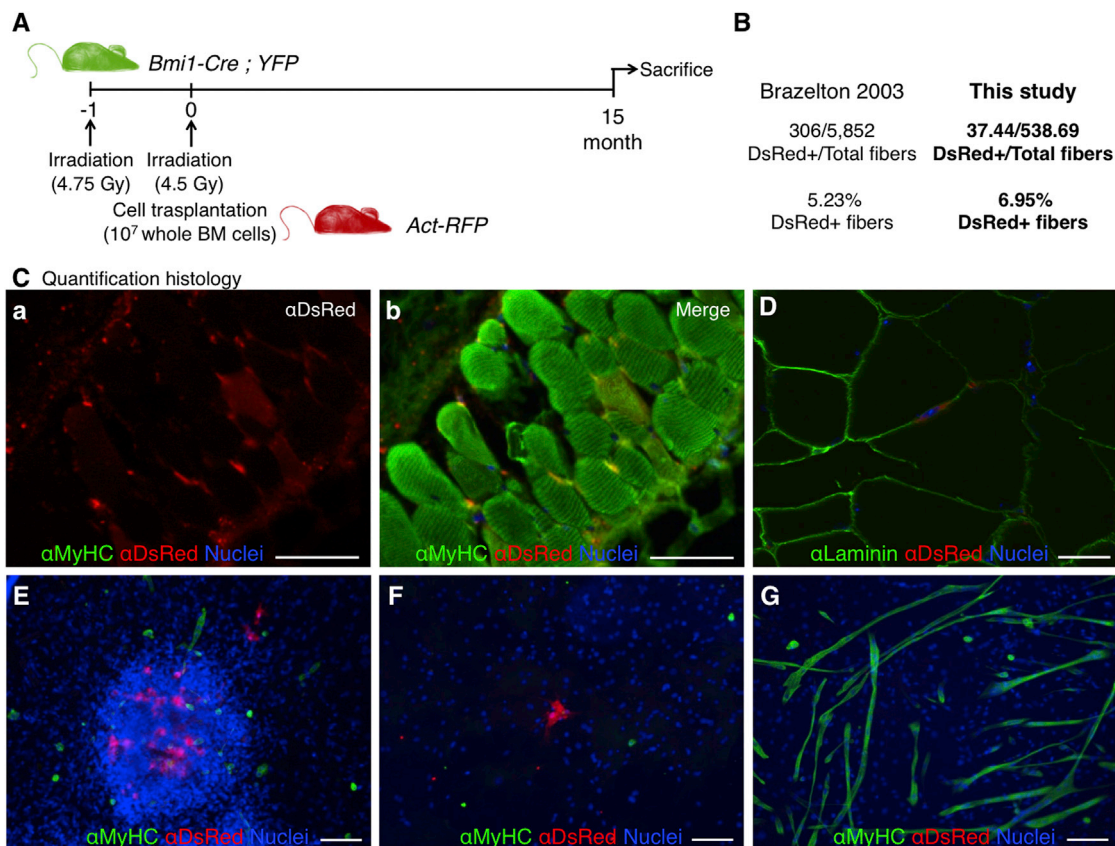 A
Bmi1-Cre ; YFP
Sacrifice
-1
0
15
month
Irradiation
(4.75 Gy)
Irradiation
(4.5 Gy)
Cell trasplantation
(10⁷ whole BM cells)
Act-RFP
B
Brazelton 2003
This study
306/5,852
DsRed+/Total fibers
37.44/538.69
DsRed+/Total fibers
5.23%
DsRed+ fibers
6.95%
DsRed+ fibers
C Quantification histology
a
αDsRed
αMyHC αDsRed Nuclei
b
Merge
αMyHC αDsRed Nuclei
D
αLaminin αDsRed Nuclei
E
αMyHC αDsRed Nuclei
F
αMyHC αDsRed Nuclei
G
αMyHC αDsRed Nuclei